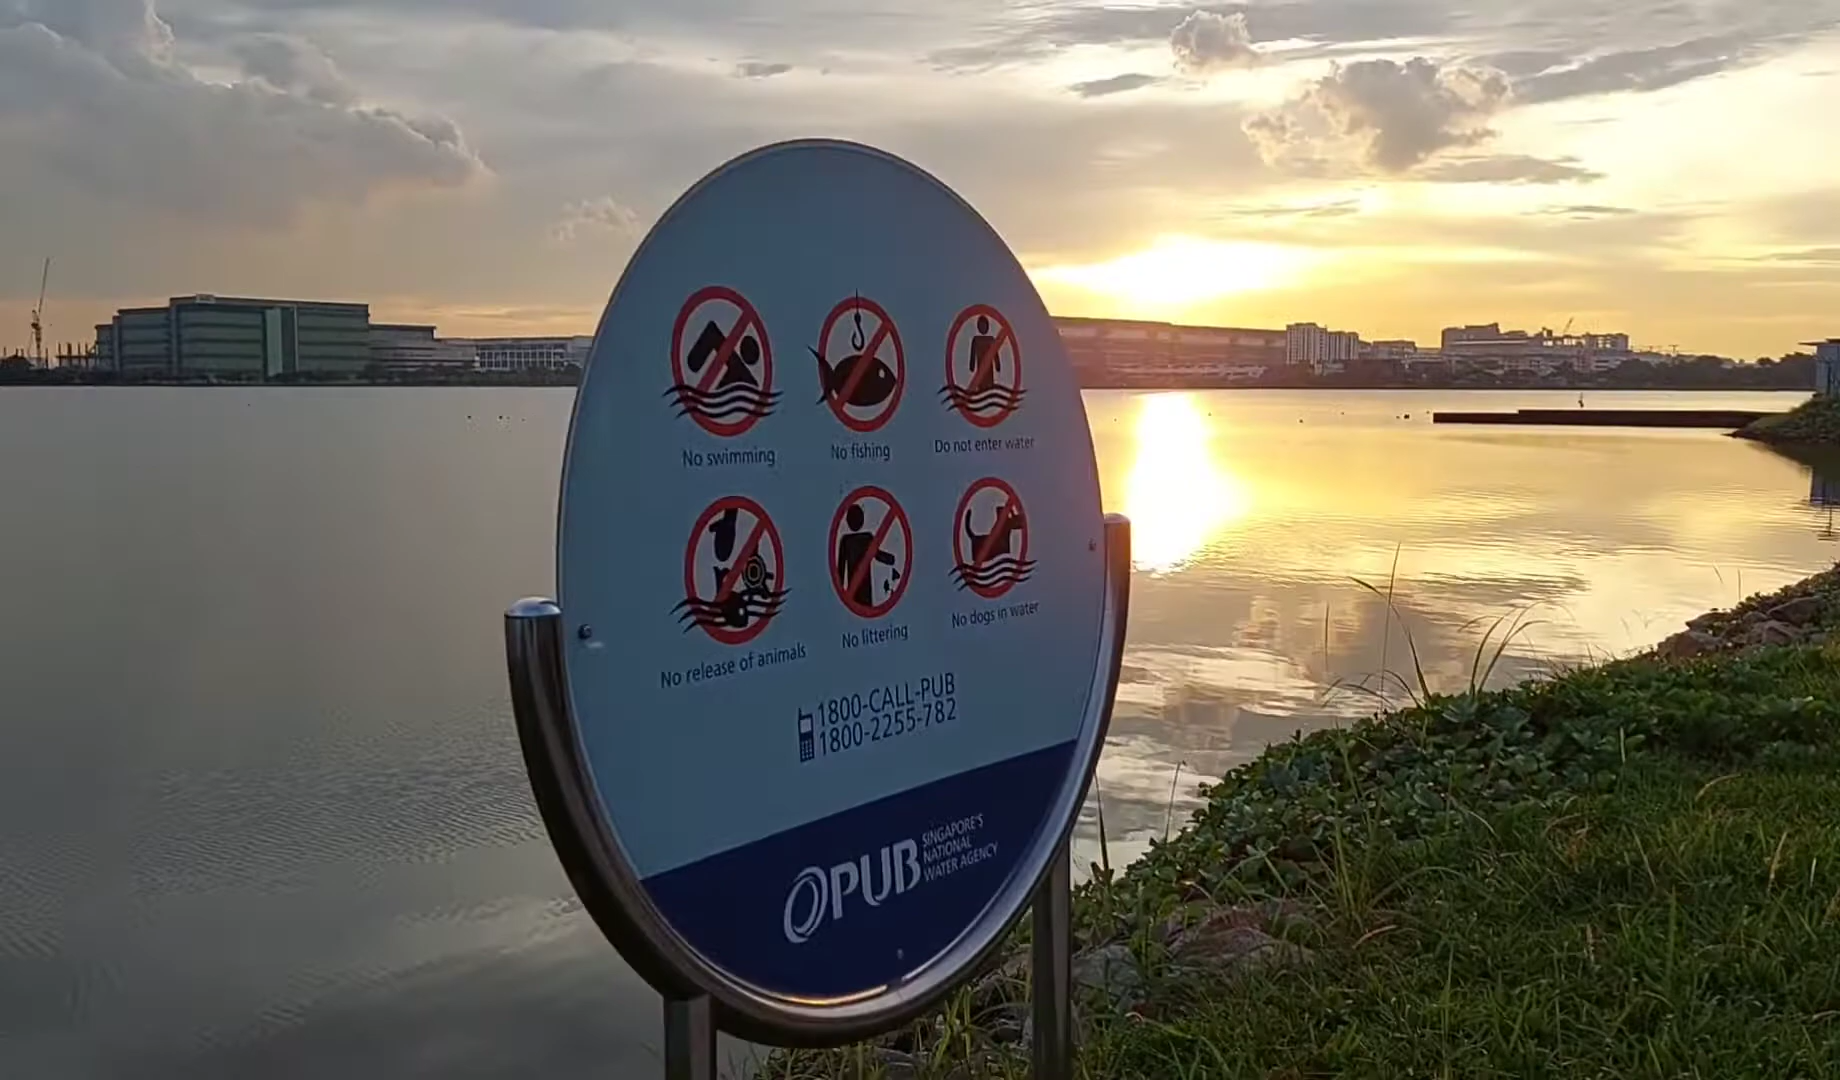 No swimming
No fishing
Do not enter water
No release of animals
No littering
No dogs in water
1800-CALL-PUB
1800-2255-782
PUB
SINGAPORE'S
NATIONAL
WATER AGENCY